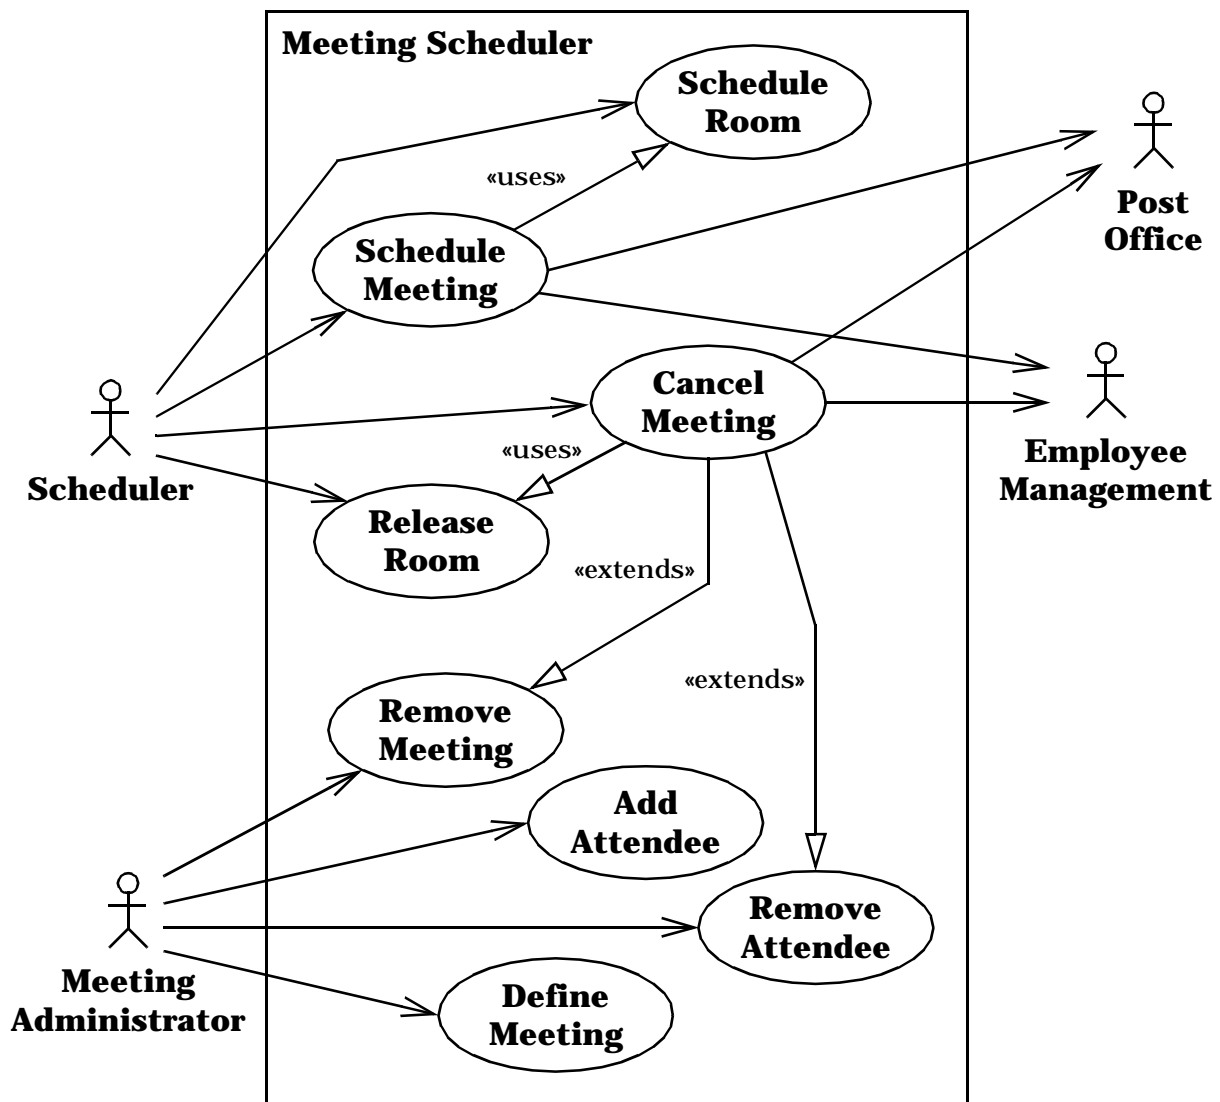 Meeting Scheduler
Schedule
Room
«uses»
Post
Office
Schedule
Meeting
Cancel
Meeting
«uses»
Employee
Management
Scheduler
Release
Room
«extends»
«extends»
Remove
Meeting
Add
Attendee
Remove
Attendee
Meeting
Administrator
Define
Meeting